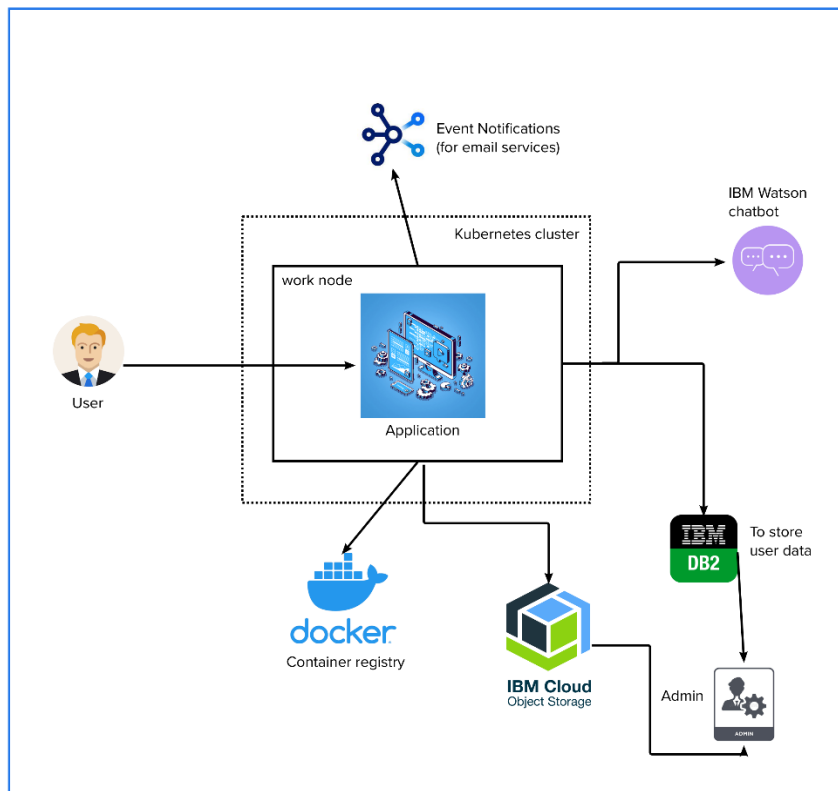 Event Notifications
(for email services)
IBM Watson
chatbot
Kubernetes cluster
work node
User
Application
IBM
DB2
To store
user data
docker
Container registry
IBM Cloud
Object Storage
Admin
ADMIN